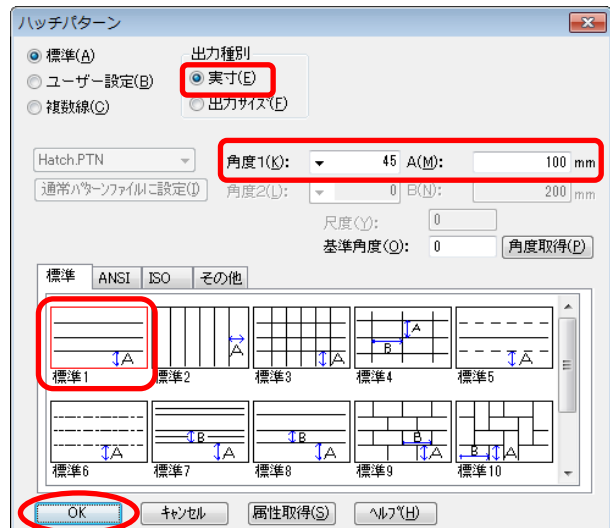 ハッチパターン
標準(A)
出力種別
ユーザー設定(B)
実寸(E)
複数線(C)
出力サイズ(F)
Hatch.PTN
角度1(K): 45 A(M): 100 mm
通常パターンファイルに設定(I)
角度2(L): 0 B(N): 200 mm
尺度(Y): 0
基準角度(O): 0 角度取得(P)
標準 ANSI ISO その他
A A A A B A
標準1 標準2 標準3 標準4 標準5
A B A B A B A B A
標準6 標準7 標準8 標準9 標準10
OK キャンセル 属性取得(S) ヘルプ(H)